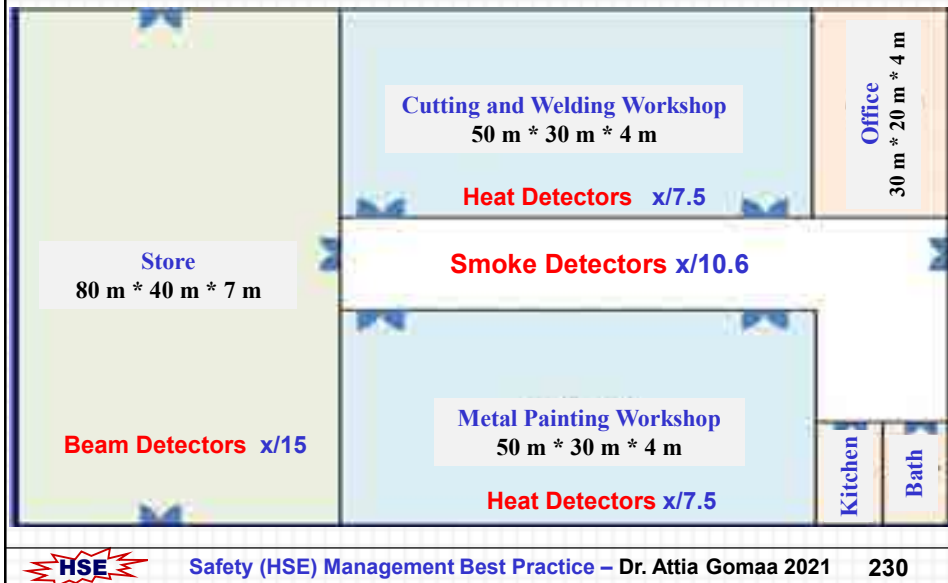 Cutting and Welding Workshop
50 m * 30 m * 4 m
Heat Detectors x/7.5
Office
30 m * 20 m * 4 m
Store
80 m * 40 m * 7 m
Smoke Detectors x/10.6
Beam Detectors x/15
Metal Painting Workshop
50 m * 30 m * 4 m
Heat Detectors x/7.5
Kitchen
Bath
HSE
Safety (HSE) Management Best Practice – Dr. Attia Gomaa 2021 230